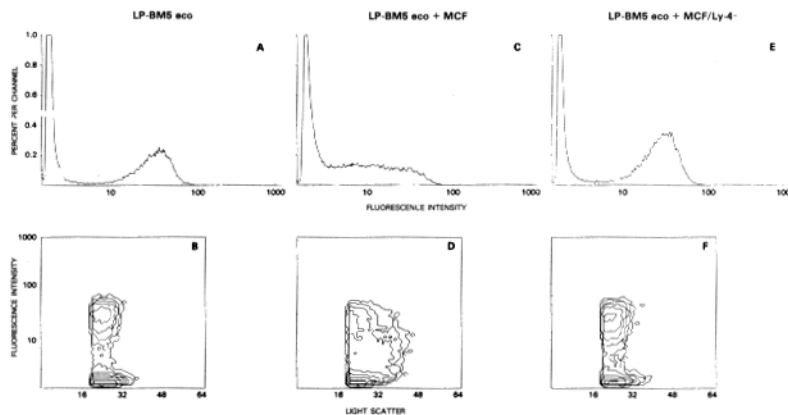 LP-BM5 eco
LP-BM5 eco + MCF
LP-BM5 eco + MCF/Ly-4-
A
C
E
PERCENT PER CHANNEL
1.0
0.8
0.6
0.4
0.2
10
100
1000
10
100
1000
10
100
1000
FLUORESCENCE INTENSITY
B
D
F
FLUORESCENCE INTENSITY
1000
100
10
16
32
48
64
16
32
48
64
16
32
48
64
LIGHT SCATTER